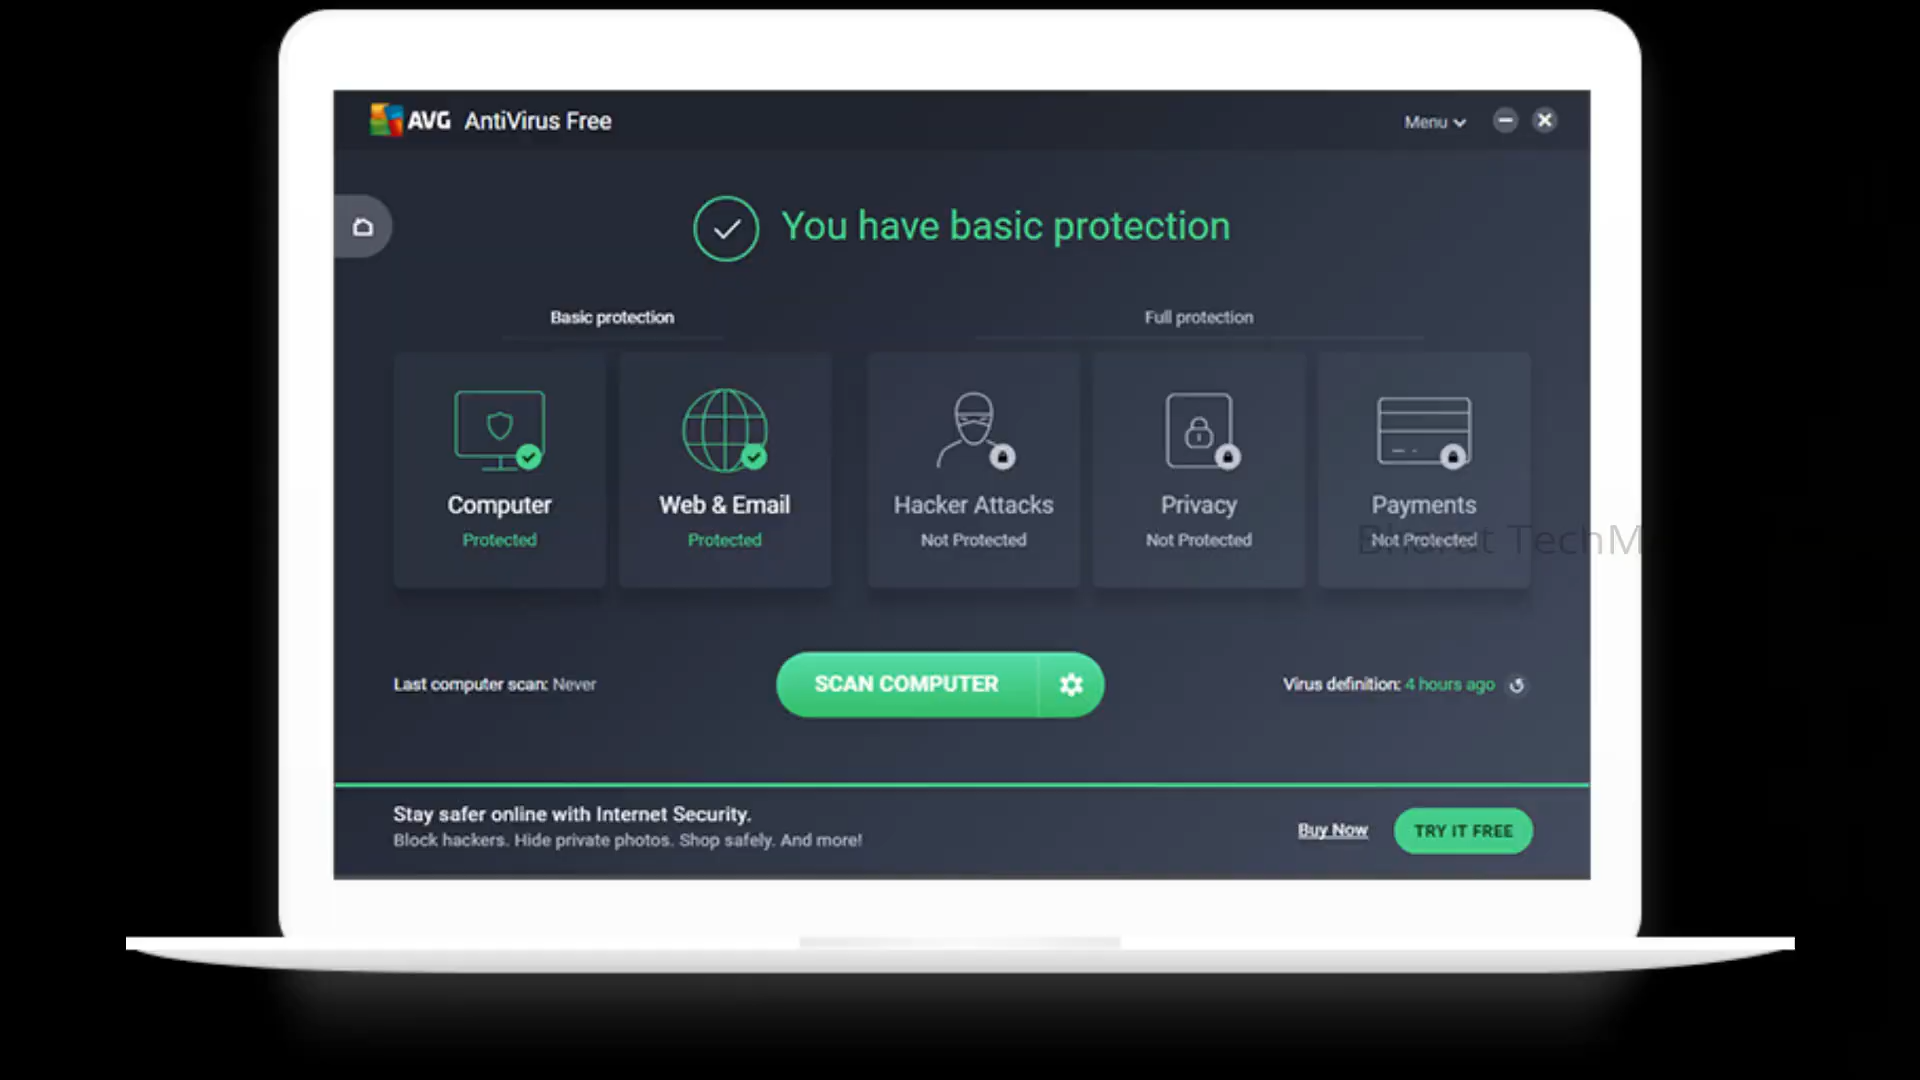 AVG AntiVirus Free
Menu
You have basic protection
Basic protection
Full protection
Computer
Protected
Web & Email
Protected
Hacker Attacks
Not Protected
Privacy
Not Protected
Payments
Not Protected
Bharat TechM
Last computer scan: Never
SCAN COMPUTER
Virus definition: 4 hours ago
Stay safer online with Internet Security.
Block hackers. Hide private photos. Shop safely. And more!
Buy Now
TRY IT FREE